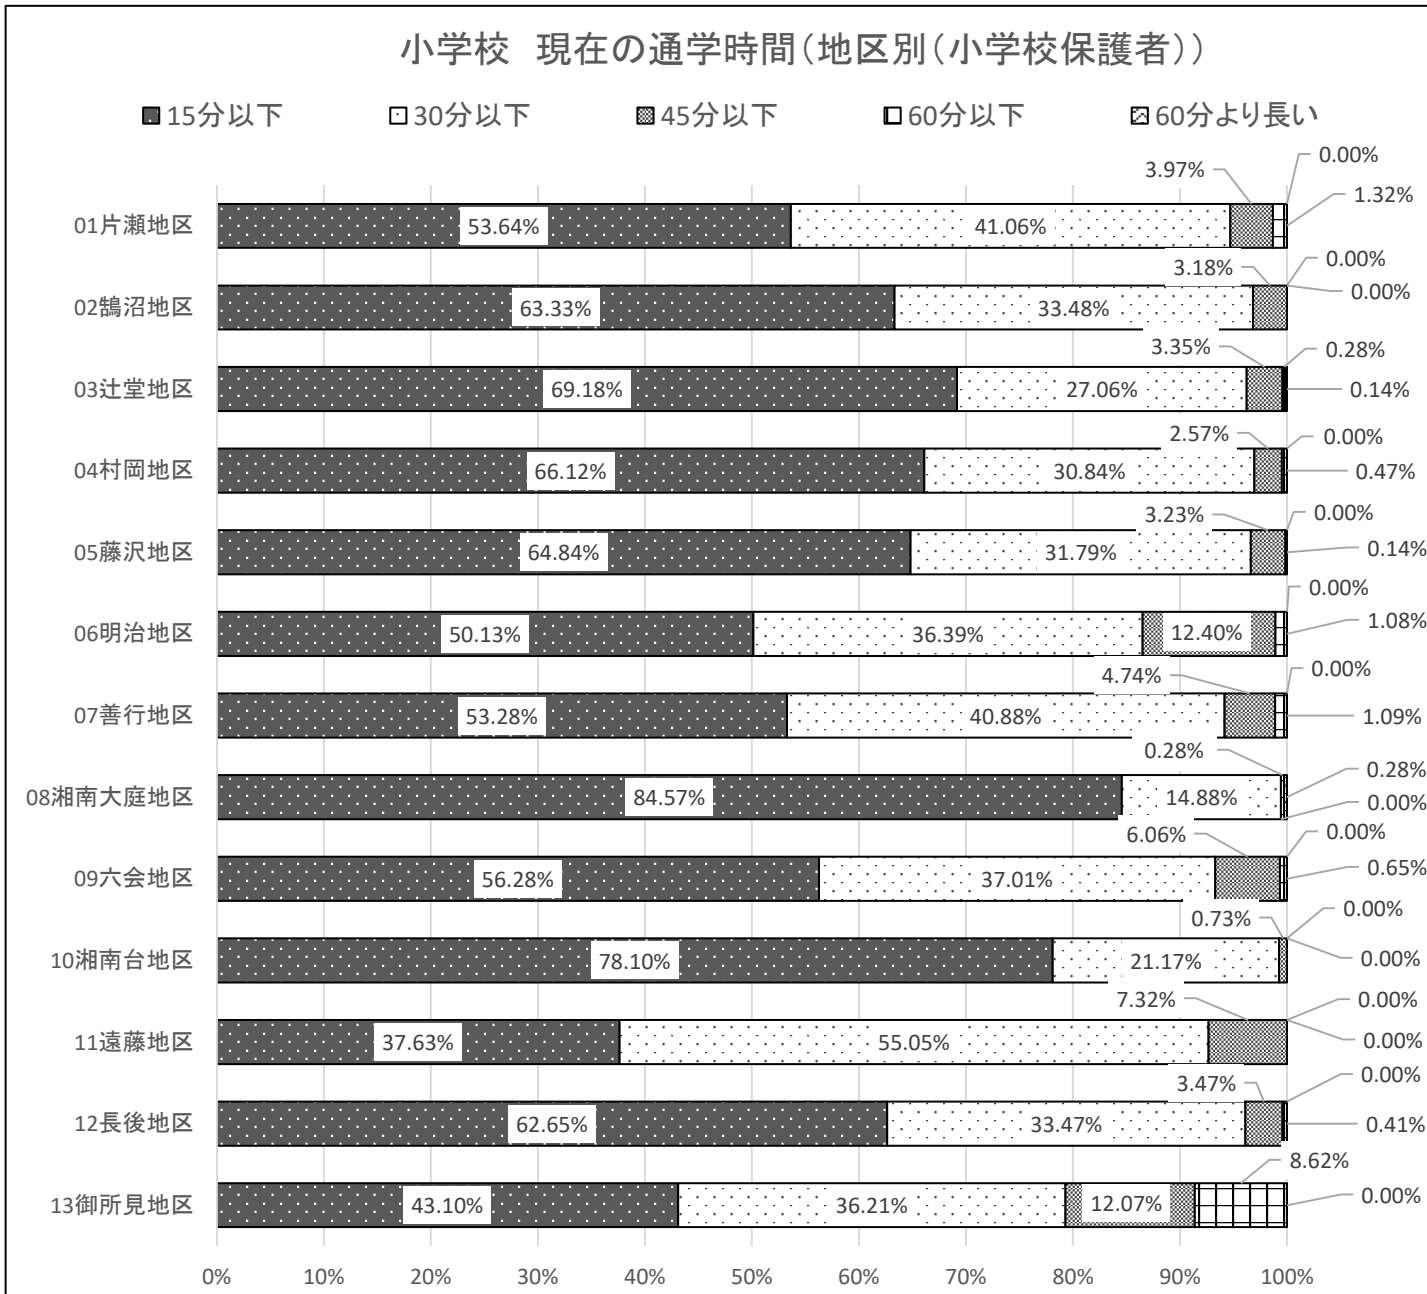 小学校　現在の通学時間（地区別（小学校保護者））
15分以下 30分以下 45分以下 60分以下 60分より長い
01片瀬地区 53.64% 41.06% 3.97% 0.00% 1.32%
02鵠沼地区 63.33% 33.48% 3.18% 0.00% 0.00%
03辻堂地区 69.18% 27.06% 3.35% 0.28% 0.14%
04村岡地区 66.12% 30.84% 2.57% 0.00% 0.47%
05藤沢地区 64.84% 31.79% 3.23% 0.00% 0.14%
06明治地区 50.13% 36.39% 12.40% 0.00% 1.08%
07善行地区 53.28% 40.88% 4.74% 0.00% 1.09%
08湘南大庭地区 84.57% 14.88% 0.28% 0.28% 0.00%
09六会地区 56.28% 37.01% 6.06% 0.00% 0.65%
10湘南台地区 78.10% 21.17% 0.73% 0.00% 0.00%
11遠藤地区 37.63% 55.05% 7.32% 0.00% 0.00%
12長後地区 62.65% 33.47% 3.47% 0.00% 0.41%
13御所見地区 43.10% 36.21% 12.07% 8.62% 0.00%
0% 10% 20% 30% 40% 50% 60% 70% 80% 90% 100%